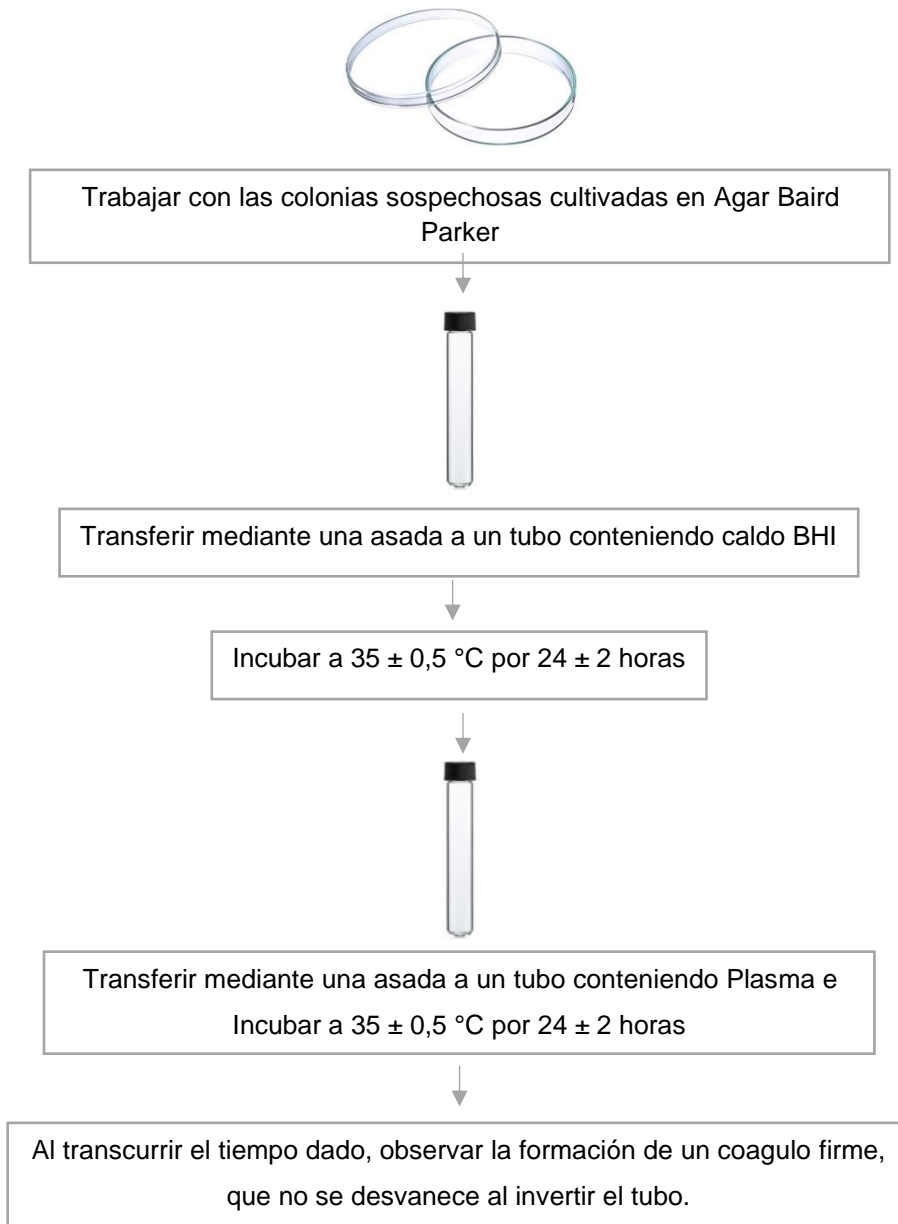 Trabajar con las colonias sospechosas cultivadas en Agar Baird
Parker
Transferir mediante una asada a un tubo conteniendo caldo BHI
Incubar a 35 ± 0,5 °C por 24 ± 2 horas
Transferir mediante una asada a un tubo conteniendo Plasma e
Incubar a 35 ± 0,5 °C por 24 ± 2 horas
Al transcurrir el tiempo dado, observar la formación de un coagulo firme,
que no se desvanece al invertir el tubo.